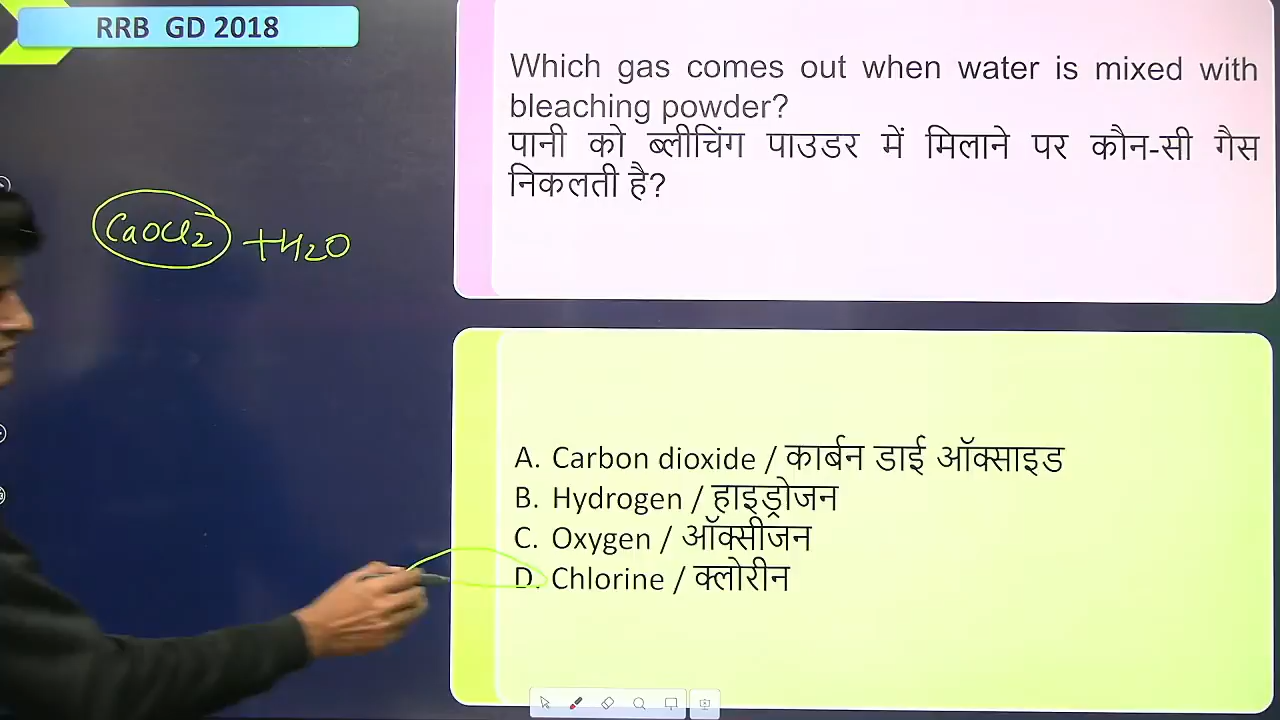 RRB GD 2018
Which gas comes out when water is mixed with
bleaching powder?
पानी को ब्लीचिंग पाउडर में मिलाने पर कौन-सी गैस
निकलती है?
CaOCl2 + H2O
A. Carbon dioxide / कार्बन डाई ऑक्साइड
B. Hydrogen / हाइड्रोजन
C. Oxygen / ऑक्सीजन
D. Chlorine / क्लोरीन